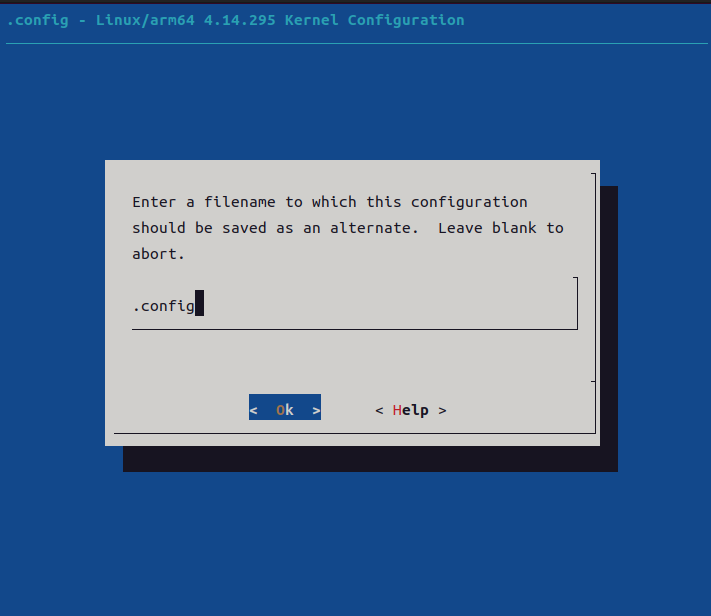 .config - Linux/arm64 4.14.295 Kernel Configuration
Enter a filename to which this configuration
should be saved as an alternate.  Leave blank to
abort.
.config
<  Ok  >      < Help >